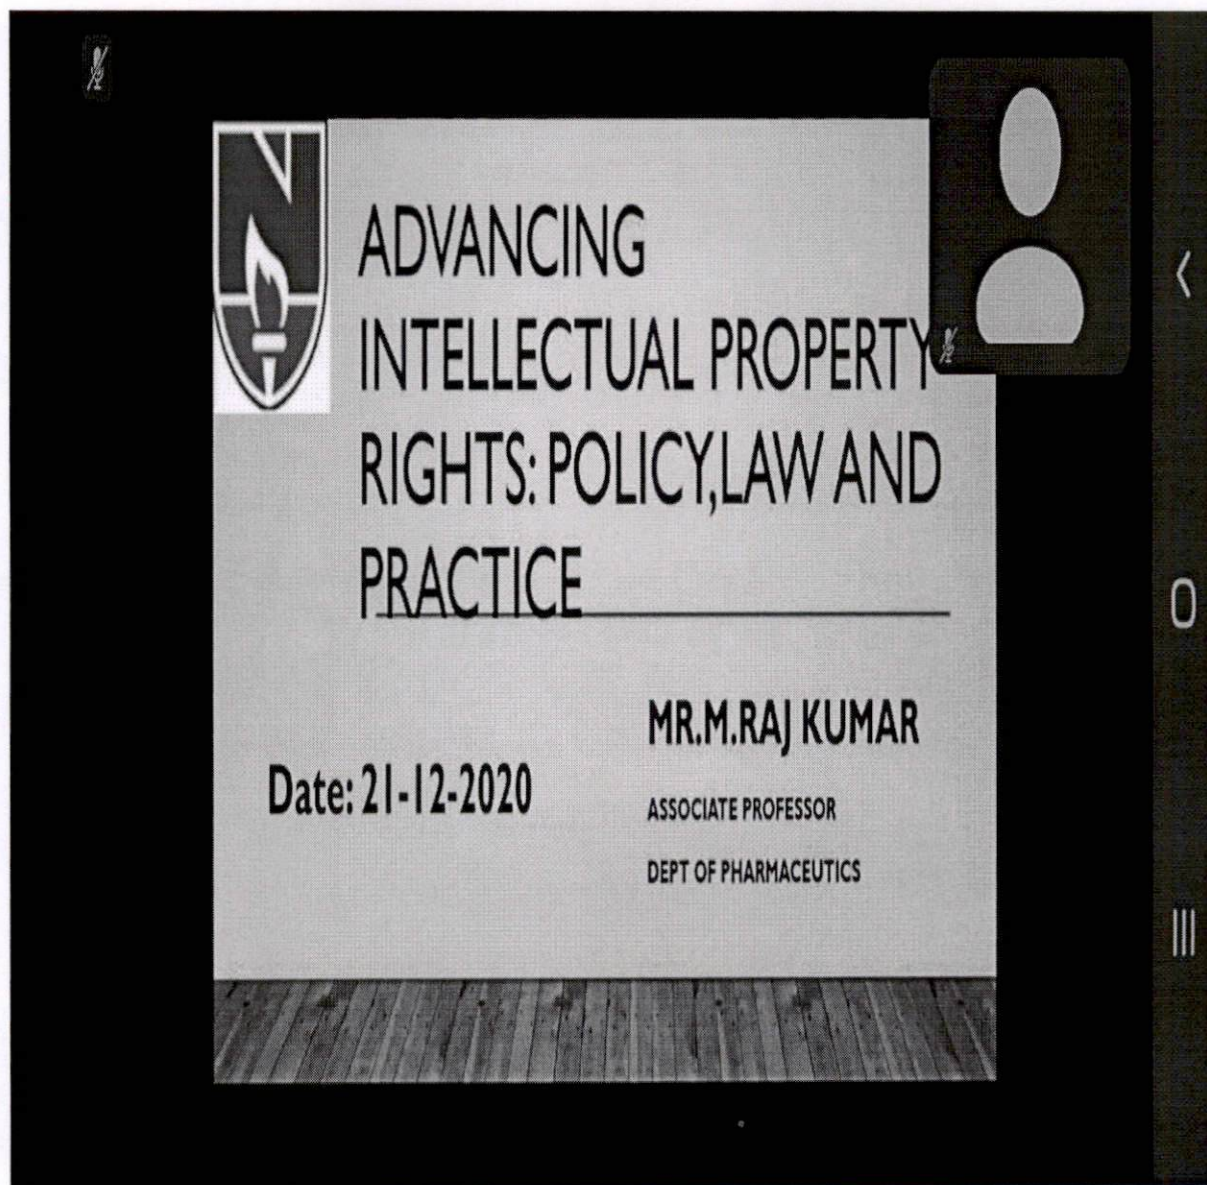 ADVANCING
INTELLECTUAL PROPERTY
RIGHTS: POLICY,LAW AND
PRACTICE
MR.M.RAJ KUMAR
Date: 21-12-2020
ASSOCIATE PROFESSOR
DEPT OF PHARMACEUTICS